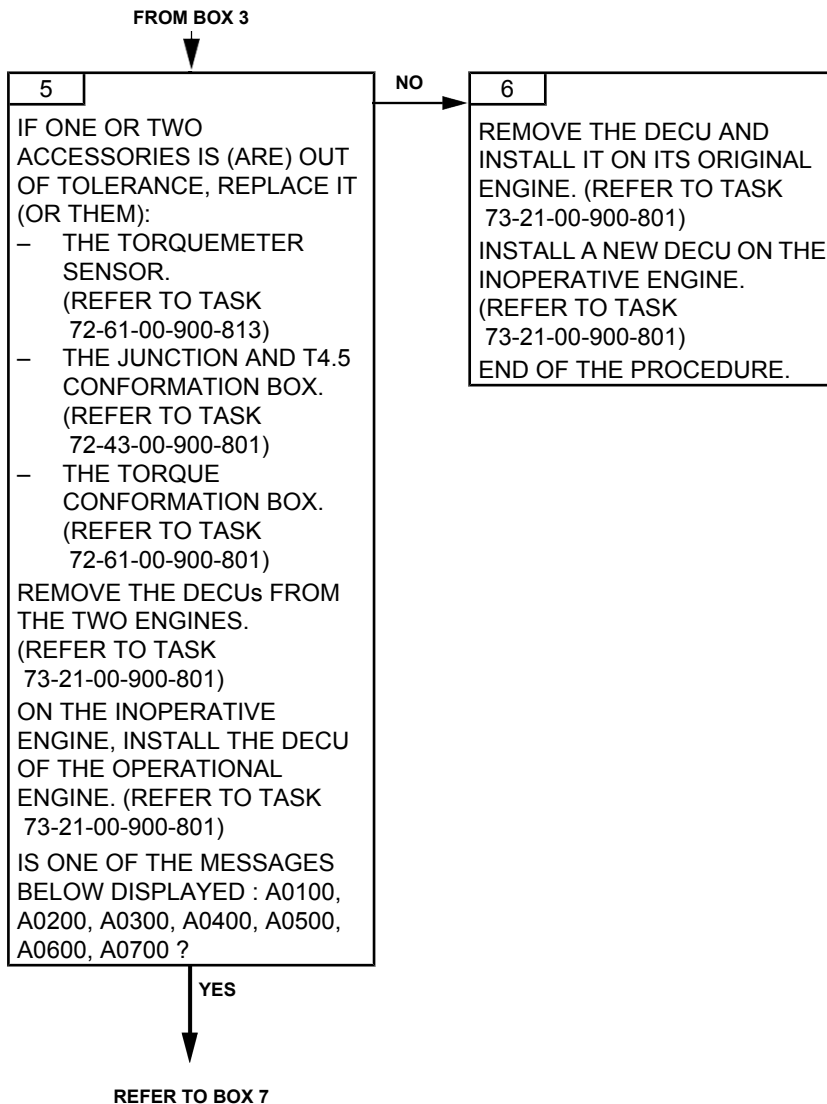 FROM BOX 3
5
IF ONE OR TWO
ACCESSORIES IS (ARE) OUT
OF TOLERANCE, REPLACE IT
(OR THEM):
– THE TORQUEMETER
SENSOR.
(REFER TO TASK
72-61-00-900-813)
– THE JUNCTION AND T4.5
CONFORMATION BOX.
(REFER TO TASK
72-43-00-900-801)
– THE TORQUE
CONFORMATION BOX.
(REFER TO TASK
72-61-00-900-801)
REMOVE THE DECUs FROM
THE TWO ENGINES.
(REFER TO TASK
73-21-00-900-801)
ON THE INOPERATIVE
ENGINE, INSTALL THE DECU
OF THE OPERATIONAL
ENGINE. (REFER TO TASK
73-21-00-900-801)
IS ONE OF THE MESSAGES
BELOW DISPLAYED : A0100,
A0200, A0300, A0400, A0500,
A0600, A0700 ?
NO
6
REMOVE THE DECU AND
INSTALL IT ON ITS ORIGINAL
ENGINE. (REFER TO TASK
73-21-00-900-801)
INSTALL A NEW DECU ON THE
INOPERATIVE ENGINE.
(REFER TO TASK
73-21-00-900-801)
END OF THE PROCEDURE.
YES
REFER TO BOX 7